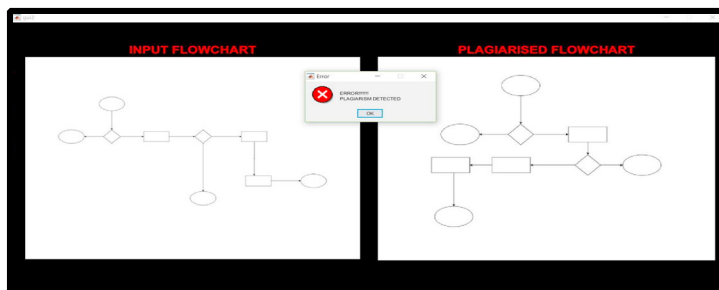 INPUT FLOWCHART
PLAGIARISED FLOWCHART
Error
ERROR!!!!!!
PLAGIARISM DETECTED
OK